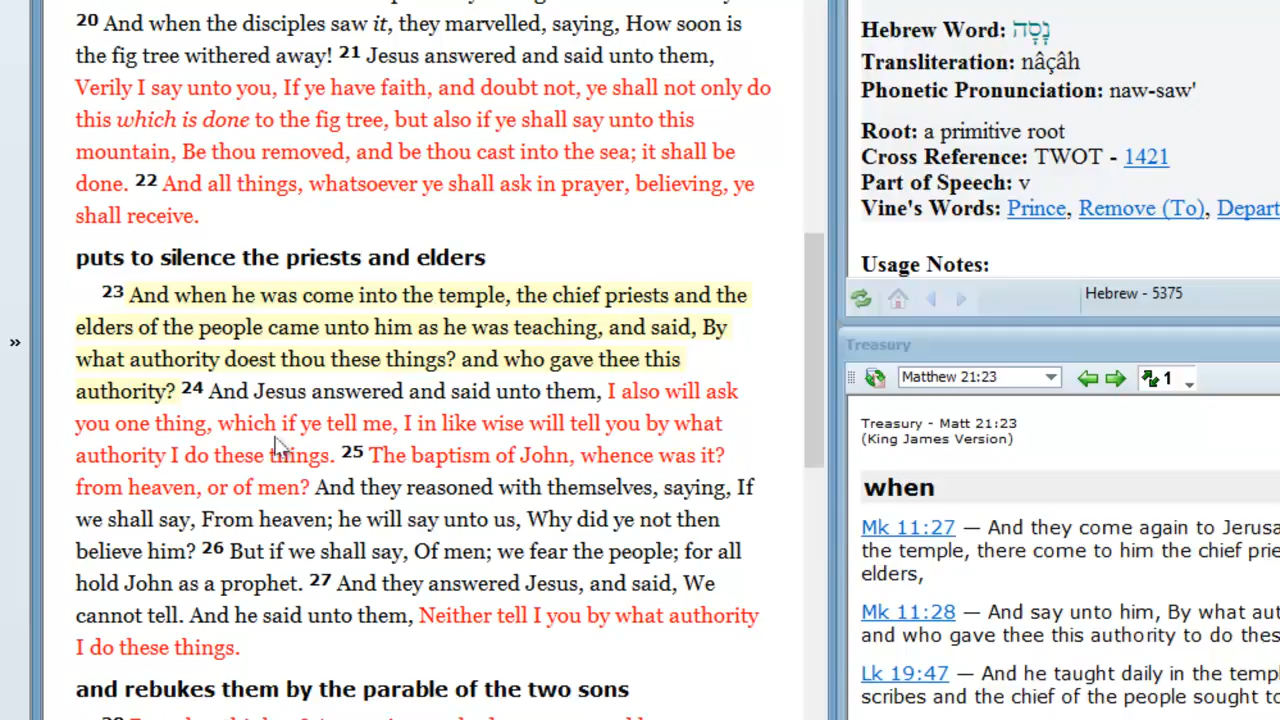 20 And when the disciples saw it, they marvelled, saying, How soon is
the fig tree withered away! 21 Jesus answered and said unto them,
Verily I say unto you, If ye have faith, and doubt not, ye shall not only do
this which is done to the fig tree, but also if ye shall say unto this
mountain, Be thou removed, and be thou cast into the sea; it shall be
done. 22 And all things, whatsoever ye shall ask in prayer, believing, ye
shall receive.
puts to silence the priests and elders
23 And when he was come into the temple, the chief priests and the
elders of the people came unto him as he was teaching, and said, By
what authority doest thou these things? and who gave thee this
authority? 24 And Jesus answered and said unto them, I also will ask
you one thing, which if ye tell me, I in like wise will tell you by what
authority I do these things. 25 The baptism of John, whence was it?
from heaven, or of men? And they reasoned with themselves, saying, If
we shall say, From heaven; he will say unto us, Why did ye not then
believe him? 26 But if we shall say, Of men; we fear the people; for all
hold John as a prophet. 27 And they answered Jesus, and said, We
cannot tell. And he said unto them, Neither tell I you by what authority
I do these things.
and rebukes them by the parable of the two sons
»
Hebrew Word: נָסָה
Transliteration: nâçâh
Phonetic Pronunciation: naw-saw'
Root: a primitive root
Cross Reference: TWOT - 1421
Part of Speech: v
Vine's Words: Prince, Remove (To), Depart
Usage Notes:
Hebrew - 5375
Treasury
Matthew 21:23
1
Treasury - Matt 21:23
(King James Version)
when
Mk 11:27 — And they come again to Jerusa
the temple, there come to him the chief prie
elders,
Mk 11:28 — And say unto him, By what aut
and who gave thee this authority to do thes
Lk 19:47 — And he taught daily in the temp
scribes and the chief of the people sought to